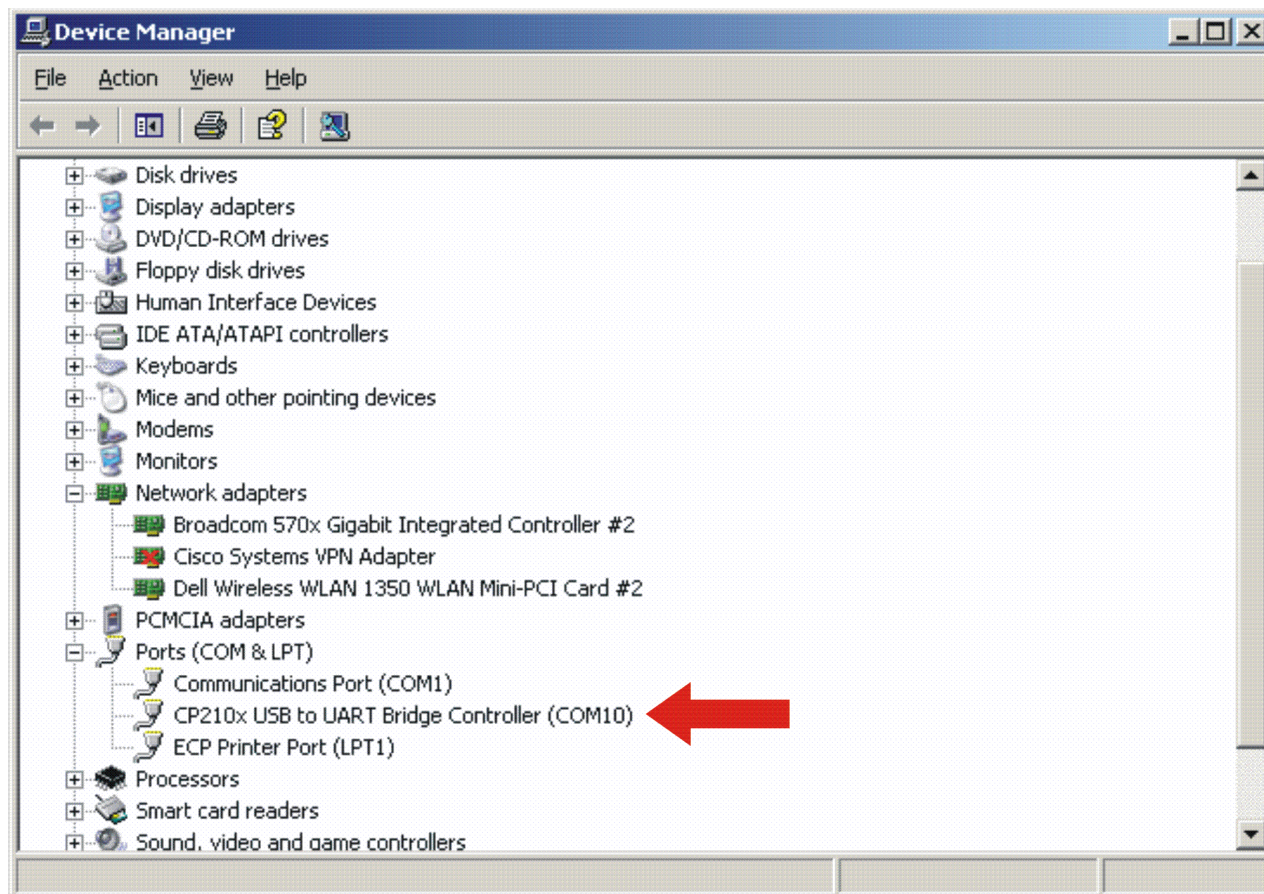 Device Manager
File Action View Help
Disk drives
Display adapters
DVD/CD-ROM drives
Floppy disk drives
Human Interface Devices
IDE ATA/ATAPI controllers
Keyboards
Mice and other pointing devices
Modems
Monitors
Network adapters
Broadcom 570x Gigabit Integrated Controller #2
Cisco Systems VPN Adapter
Dell Wireless WLAN 1350 WLAN Mini-PCI Card #2
PCMCIA adapters
Ports (COM & LPT)
Communications Port (COM1)
CP210x USB to UART Bridge Controller (COM10)
ECP Printer Port (LPT1)
Processors
Smart card readers
Sound, video and game controllers